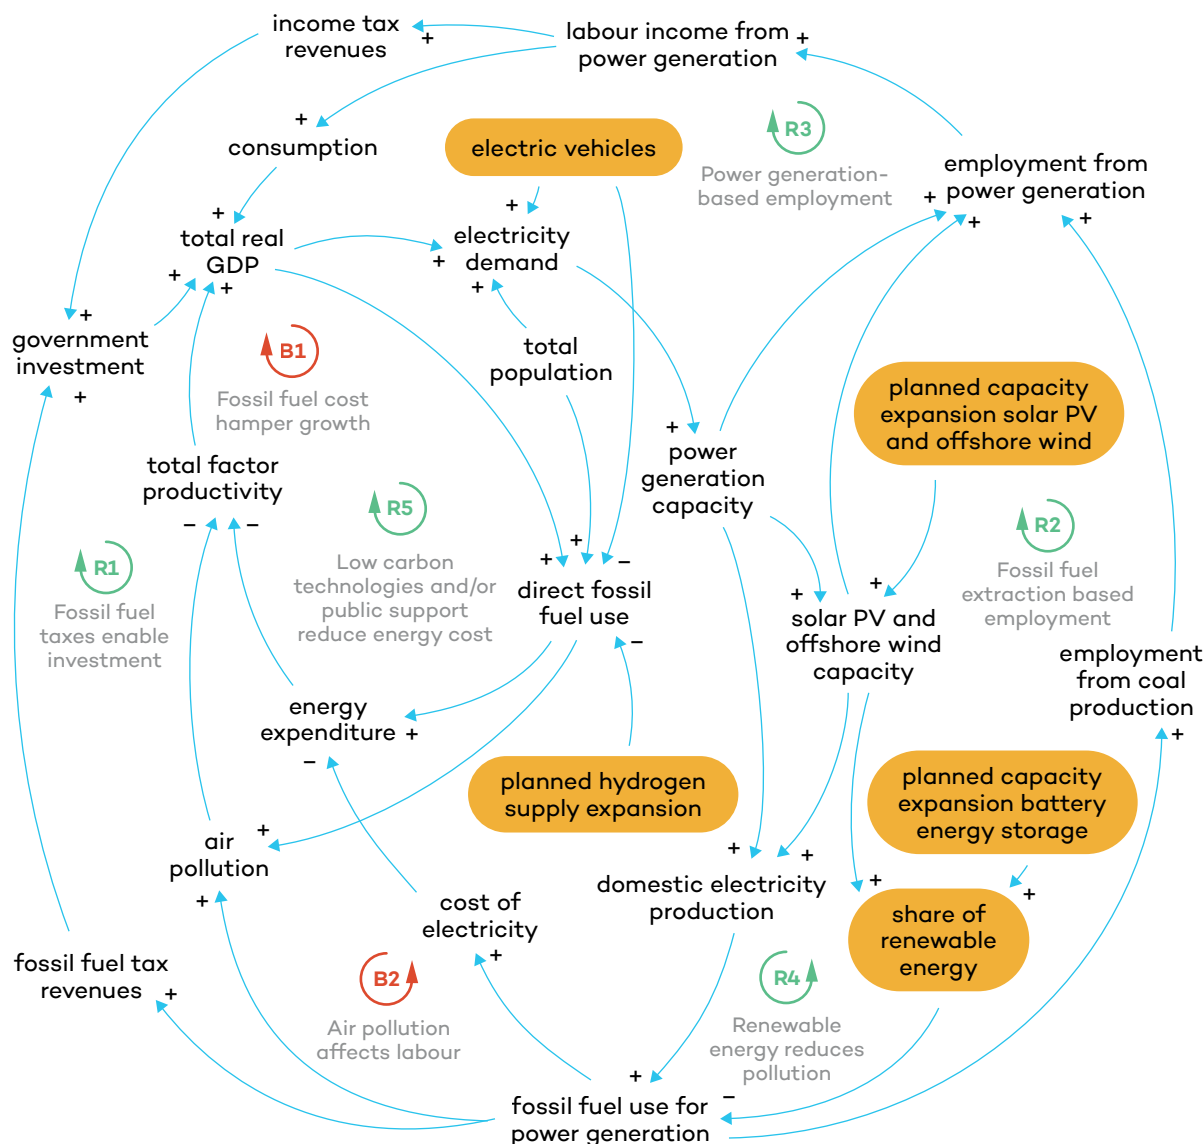 income tax
revenues
+
labour income from
power generation
+
+
consumption
electric vehicles
R3
Power generation-
based employment
employment from
power generation
+
+
+
+
total real
GDP
+
+
+
electricity
demand
+
+
+
government
investment
+
+
B1
Fossil fuel cost
hamper growth
total
population
planned capacity
expansion solar PV
and offshore wind
+
power
generation
capacity
total factor
productivity
–
–
R5
Low carbon
technologies and/or
public support
reduce energy cost
R1
Fossil fuel
taxes enable
investment
R2
Fossil fuel
extraction based
employment
+
+
–
direct fossil
fuel use
–
+
+
solar PV and
offshore wind
capacity
employment
from coal
production
+
energy
expenditure
+
–
planned hydrogen
supply expansion
planned capacity
expansion battery
energy storage
air
pollution
+
+
+
+
domestic electricity
production
+
+
share of
renewable
energy
cost of
electricity
+
fossil fuel tax
revenues
+
B2
Air pollution
affects labour
R4
Renewable
energy reduces
pollution
+
–
fossil fuel use for
power generation